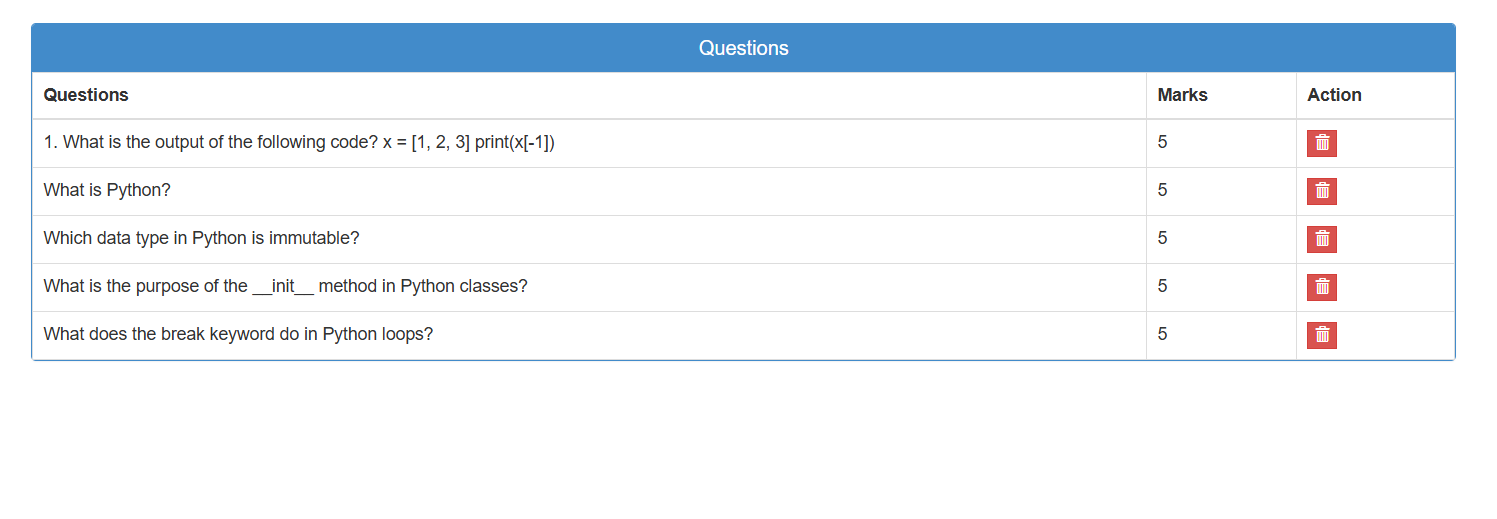 Questions
Questions Marks Action
1. What is the output of the following code? x = [1, 2, 3] print(x[-1]) 5
What is Python? 5
Which data type in Python is immutable? 5
What is the purpose of the __init__ method in Python classes? 5
What does the break keyword do in Python loops? 5